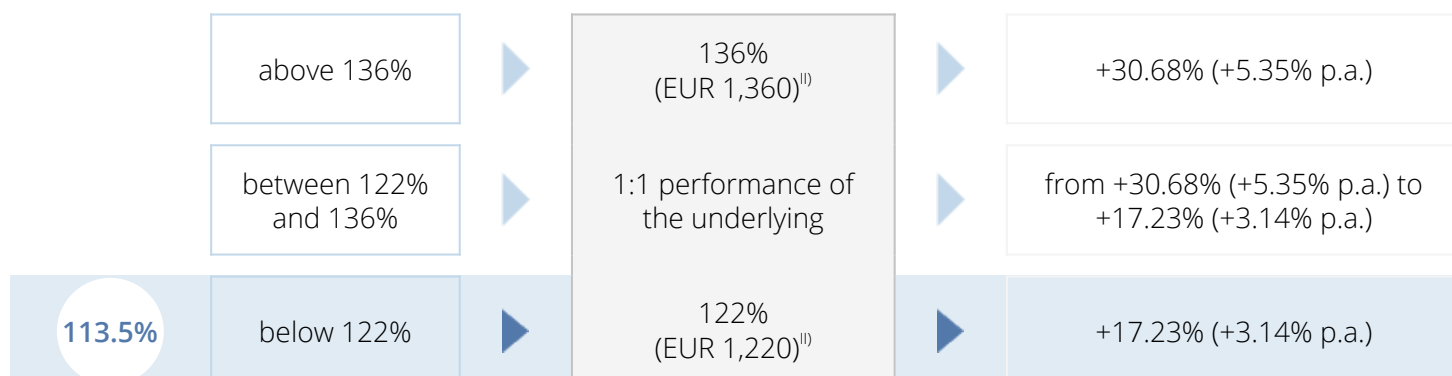 above 136%
136%
(EUR 1,360)II)
+30.68% (+5.35% p.a.)
between 122%
and 136%
1:1 performance of
the underlying
from +30.68% (+5.35% p.a.) to
+17.23% (+3.14% p.a.)
113.5%
below 122%
122%
(EUR 1,220)II)
+17.23% (+3.14% p.a.)